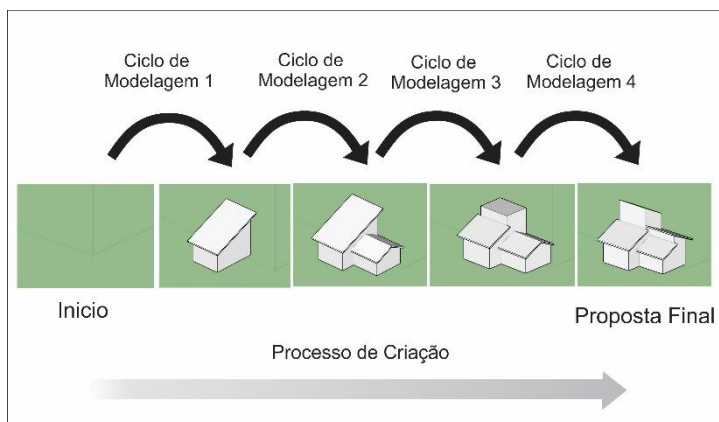 Ciclo de
Modelagem 1
Ciclo de
Modelagem 2
Ciclo de
Modelagem 3
Ciclo de
Modelagem 4
Inicio
Proposta Final
Processo de Criação